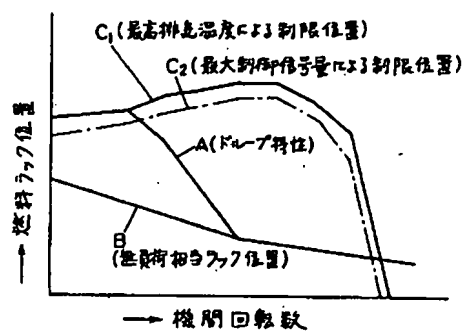 C₁(最高排気温度による制限位置)
C₂(最大制御信号量による制限位置)
A(ドループ特性)
B
(無負荷相当ラック位置)
→燃料ラック位置
→機関回転数